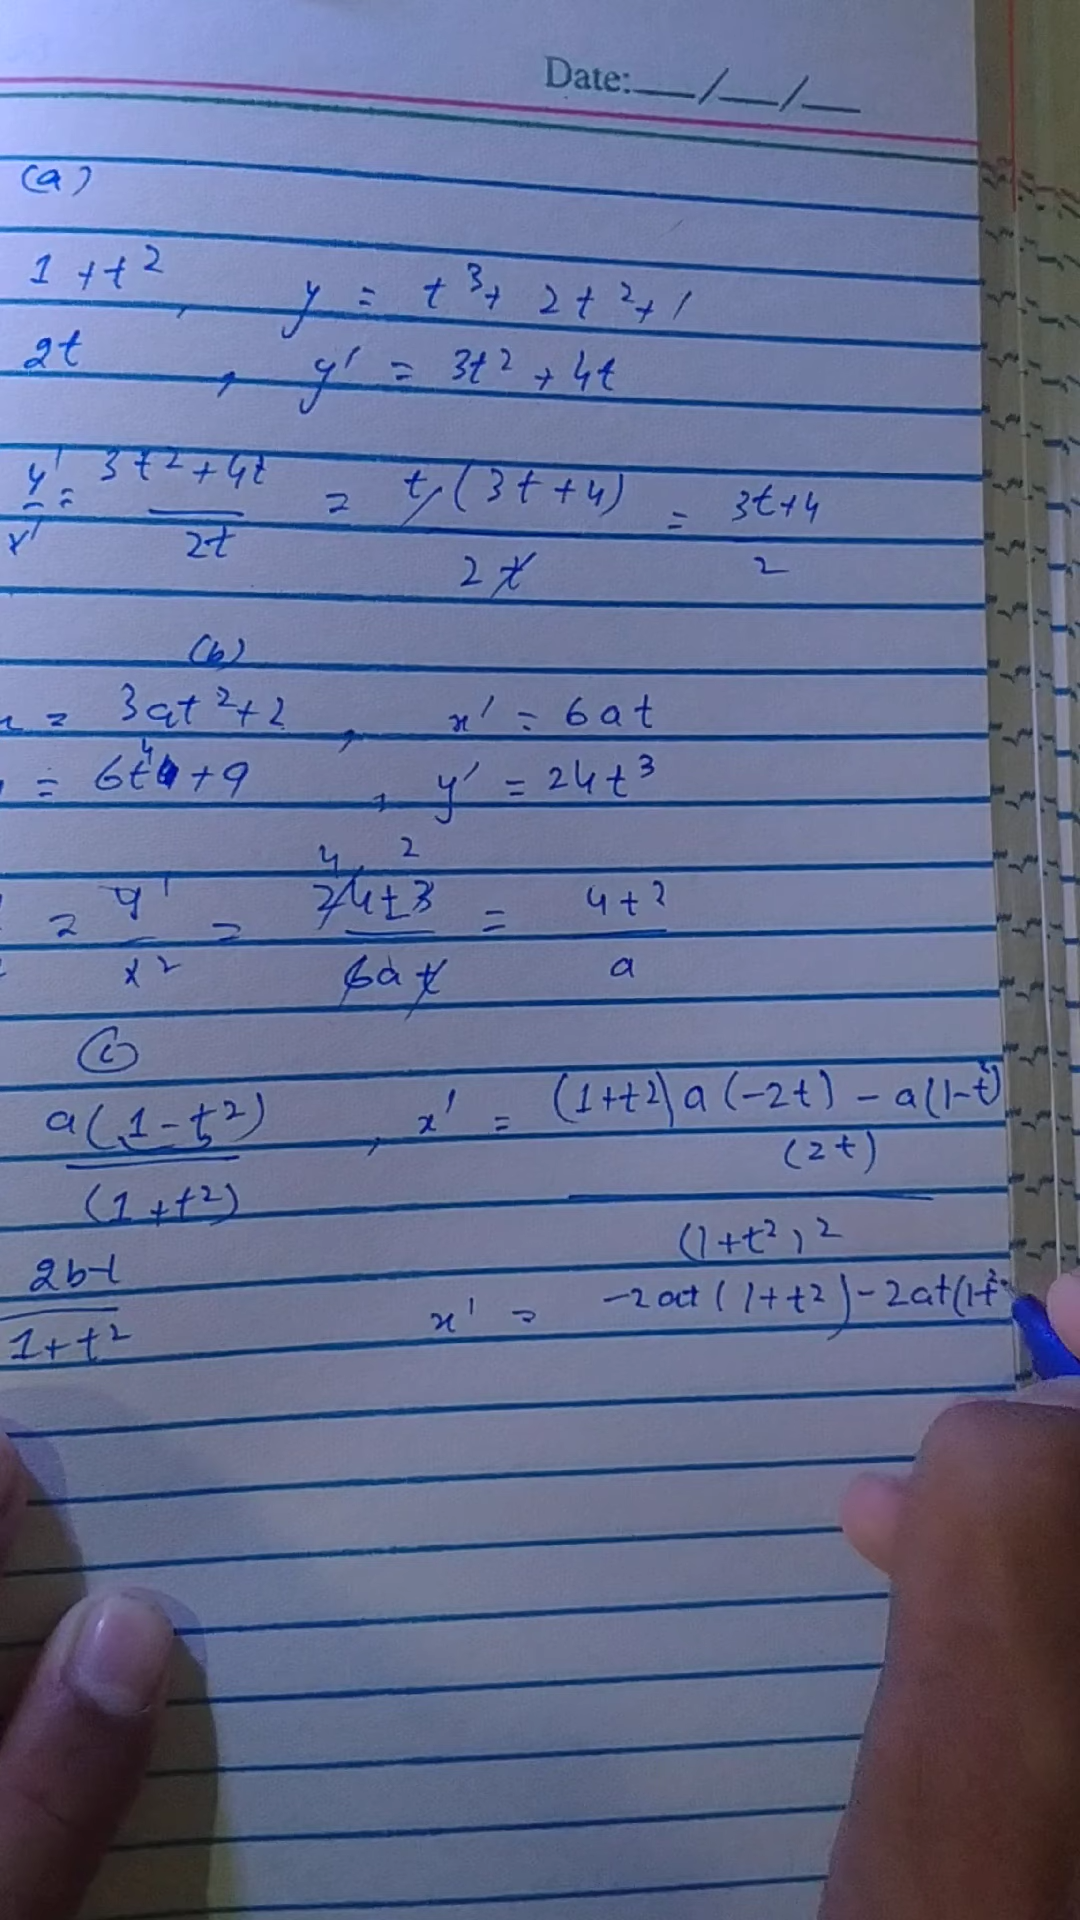 Date:__/__/__
(a)
1+t², y = t³+2t²+1
2t, y' = 3t²+4t
y'/x' = 3t²+4t / 2t = t(3t+4) / 2t = 3t+4 / 2
(b)
= 3at²+2, x' = 6at
= 6t⁴+9, y' = 24t³
= y'/x² = 24t3 / 6at = 4t² / a
(c)
a(1-t²) / (1+t²), x' = (1+t2) a (-2t) - a(1-t²) (2t) / (1+t²)²
2bt / 1+t² x' = -2at(1+t2)-2at(1-t²